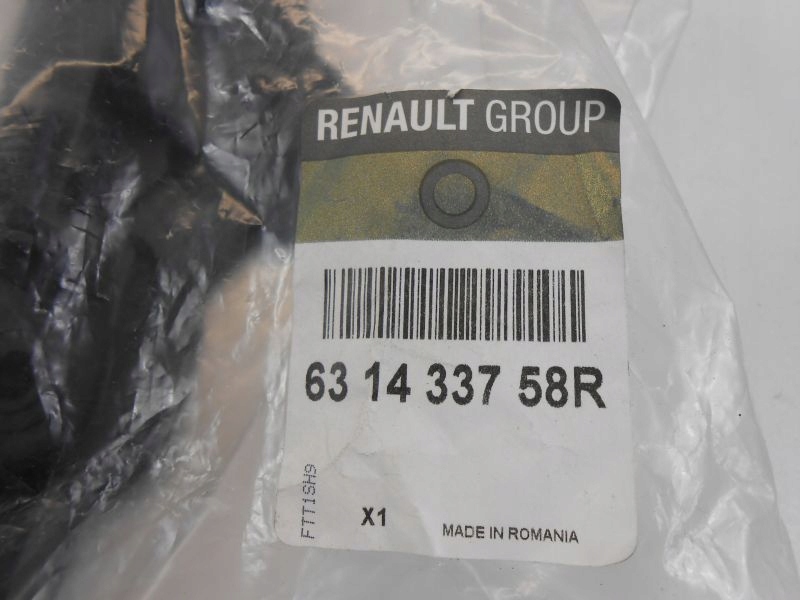 RENAULT GROUP
63 14 337 58R
FTT1SH9
X1
MADE IN ROMANIA